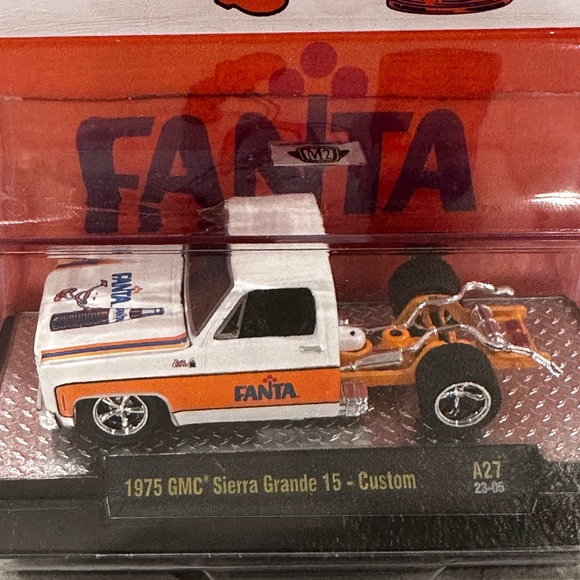 FANTA
M2
FANTA
FANTA
1975 GMC® Sierra Grande 15 - Custom
A27
23-05